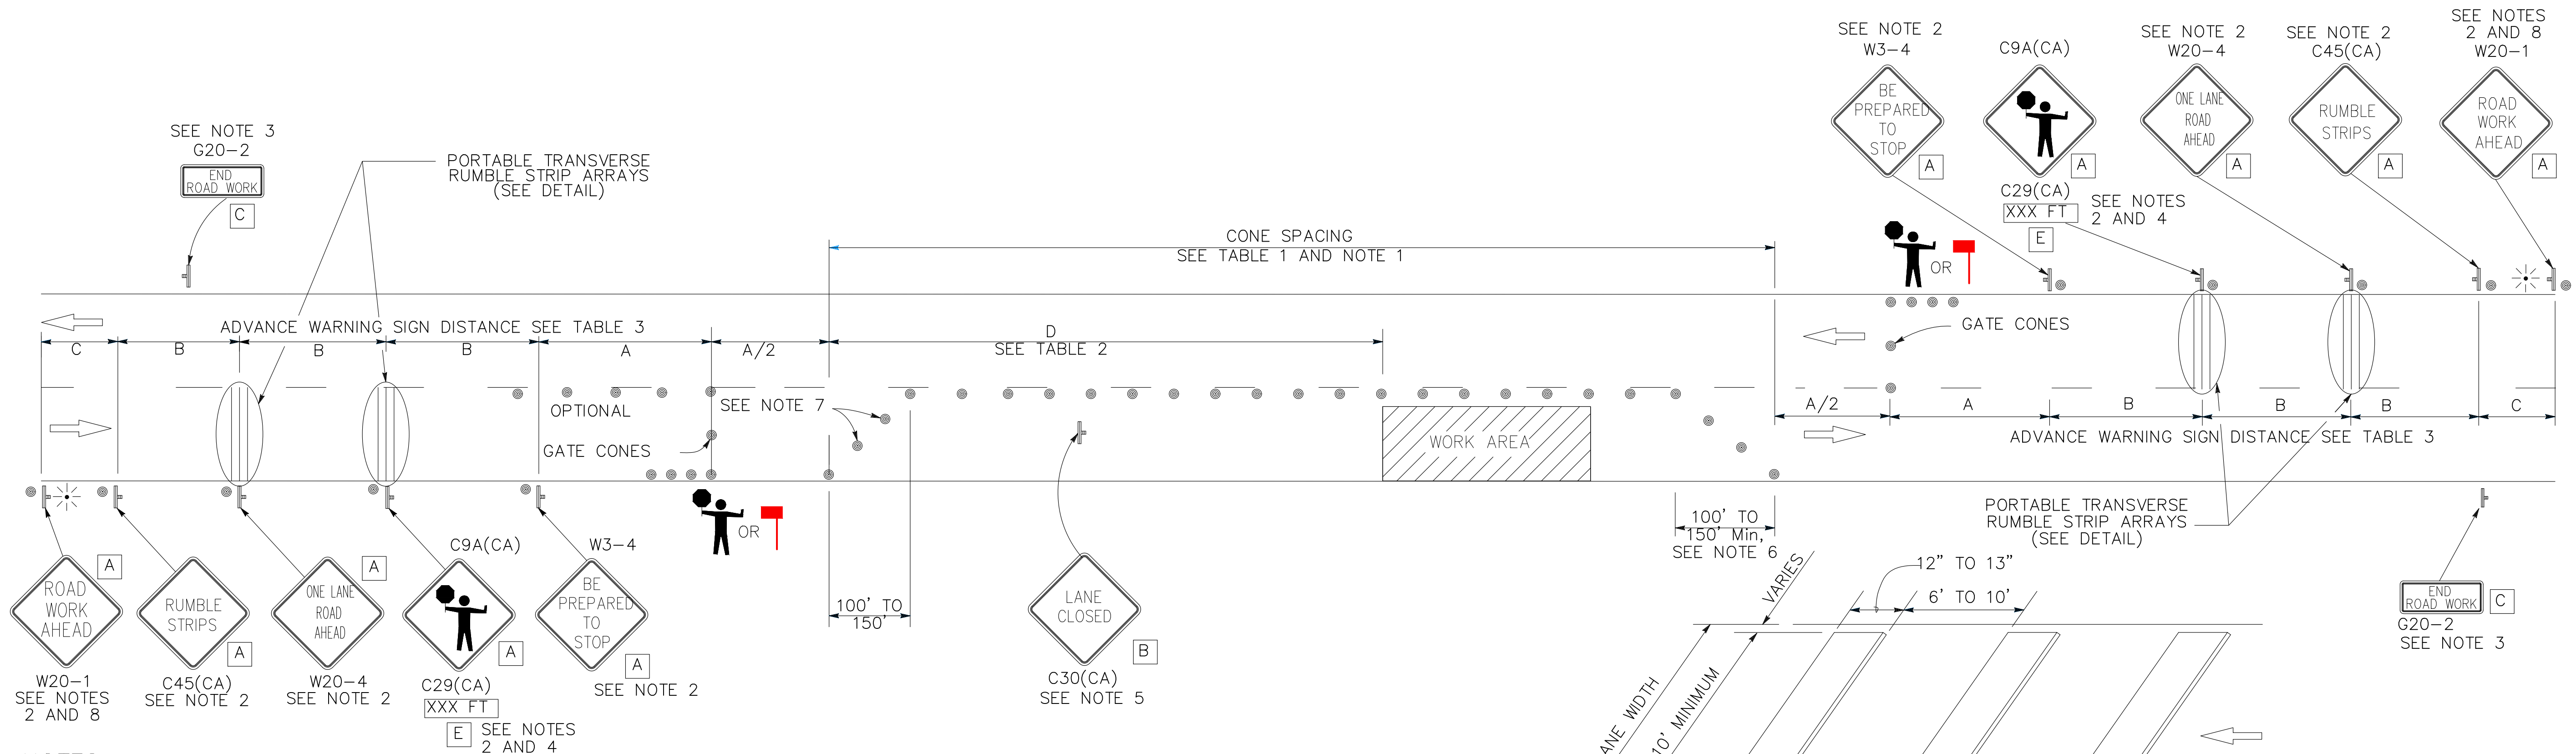 SEE NOTE 3
G20-2
END
ROAD WORK
C
PORTABLE TRANSVERSE
RUMBLE STRIP ARRAYS
(SEE DETAIL)
CONE SPACING
SEE TABLE 1 AND NOTE 1
SEE NOTE 2
W3-4
BE
PREPARED
TO
STOP
A
C9A(CA)
A
C29(CA)
XXX FT
E
SEE NOTES
2 AND 4
SEE NOTE 2
W20-4
ONE LANE
ROAD
AHEAD
A
SEE NOTE 2
C45(CA)
RUMBLE
STRIPS
A
SEE NOTES
2 AND 8
W20-1
ROAD
WORK
AHEAD
A
OR
GATE CONES
ADVANCE WARNING SIGN DISTANCE SEE TABLE 3
C
B
B
B
A
A/2
D
SEE TABLE 2
OPTIONAL
GATE CONES
SEE NOTE 7
WORK AREA
A/2
A
B
B
B
C
ADVANCE WARNING SIGN DISTANCE SEE TABLE 3
OR
100' TO
150'
100' TO
150' Min,
SEE NOTE 6
PORTABLE TRANSVERSE
RUMBLE STRIP ARRAYS
(SEE DETAIL)
ROAD
WORK
AHEAD
A
W20-1
SEE NOTES
2 AND 8
RUMBLE
STRIPS
A
C45(CA)
SEE NOTE 2
ONE LANE
ROAD
AHEAD
A
W20-4
SEE NOTE 2
C9A(CA)
A
C29(CA)
XXX FT
E
SEE NOTES
2 AND 4
W3-4
BE
PREPARED
TO
STOP
A
SEE NOTE 2
LANE
CLOSED
B
C30(CA)
SEE NOTE 5
VARIES
12" TO 13"
6' TO 10'
ANE WIDTH
10' MINIMUM
END
ROAD WORK
C
G20-2
SEE NOTE 3